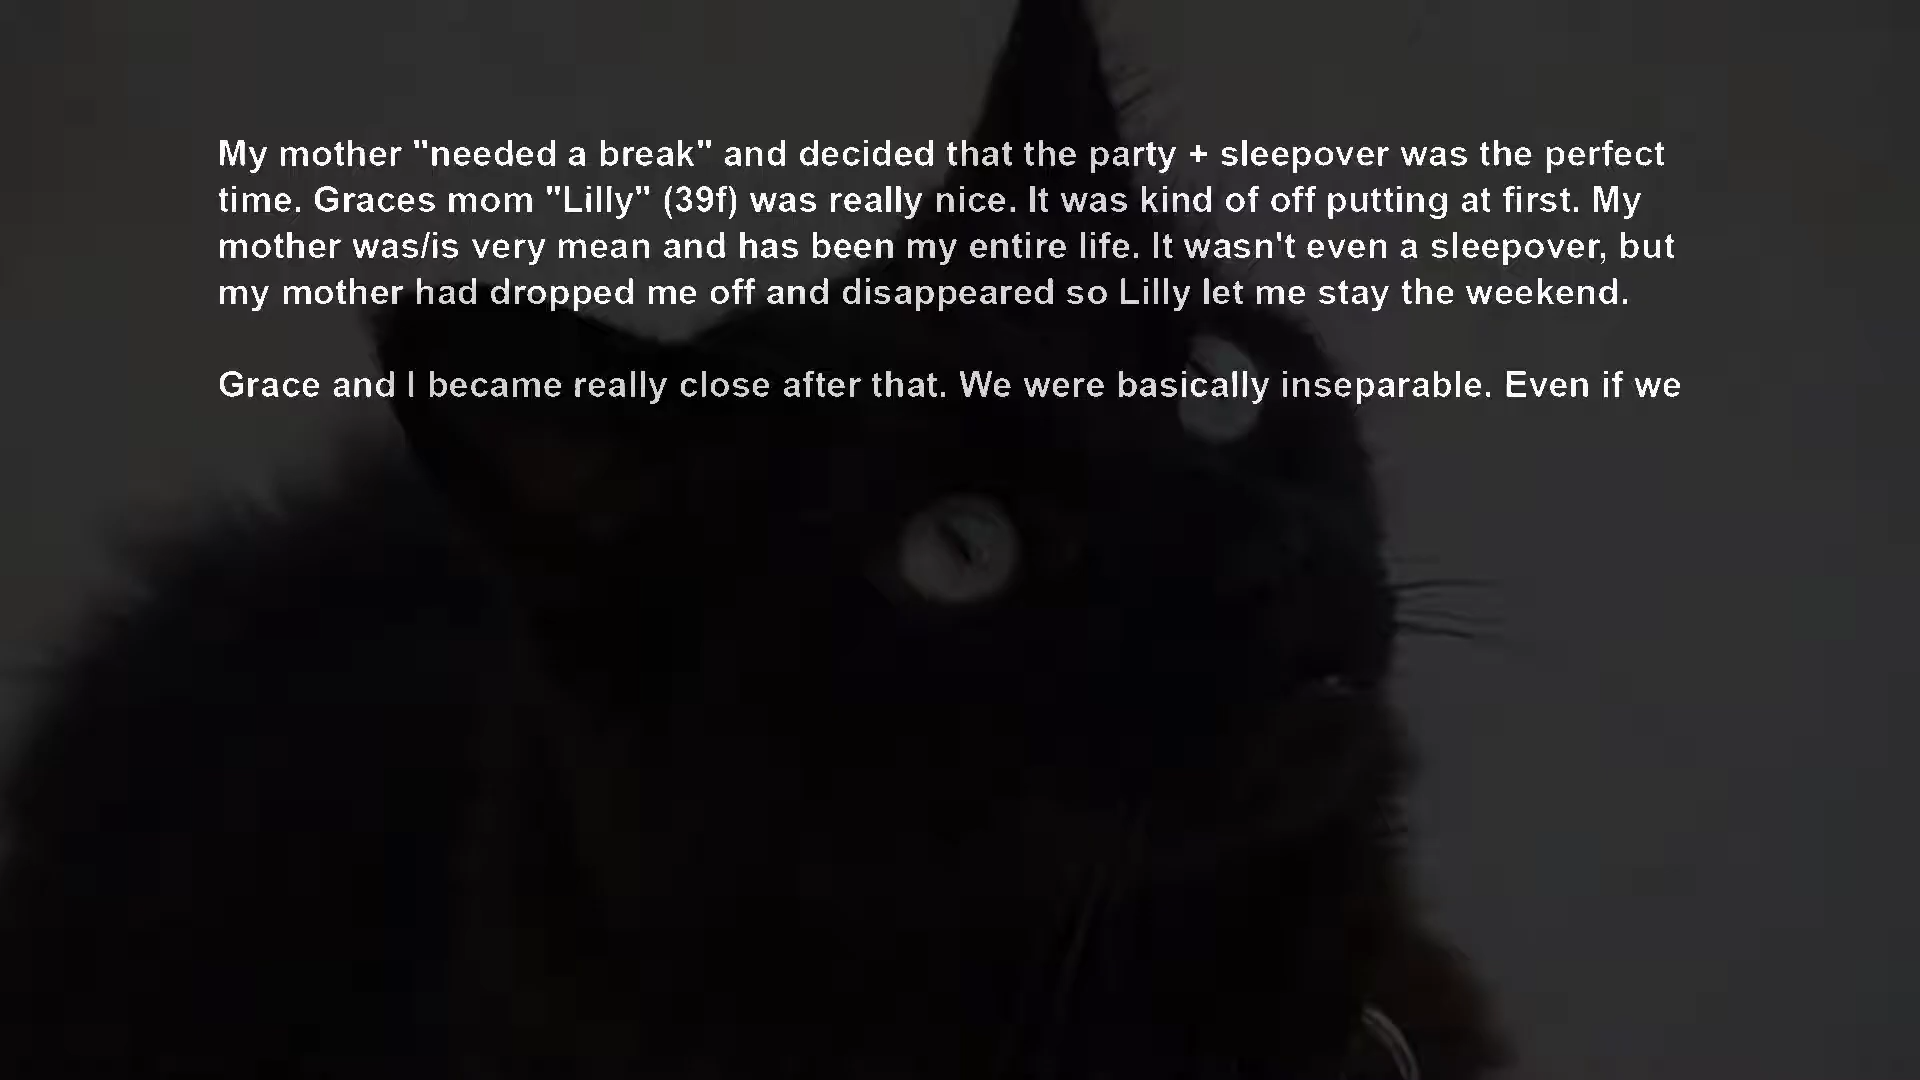 My mother "needed a break" and decided that the party + sleepover was the perfect
time. Graces mom "Lilly" (39f) was really nice. It was kind of off putting at first. My
mother was/is very mean and has been my entire life. It wasn't even a sleepover, but
my mother had dropped me off and disappeared so Lilly let me stay the weekend.
Grace and I became really close after that. We were basically inseparable. Even if we